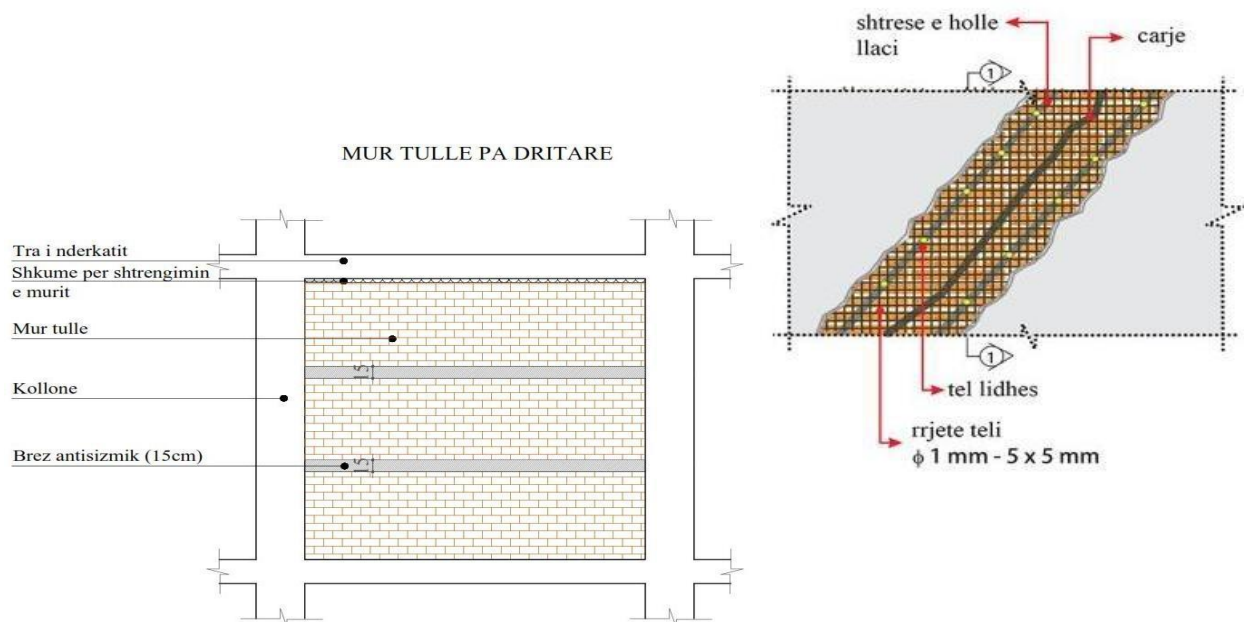 MUR TULLE PA DRITARE
Tra i nderkatit
Shkume per shtrengimin
e murit
Mur tulle
Kollone
Brez antisizmik (15cm)
15
15
shtrese e holle
llaci
carje
1
1
tel lidhes
rrjete teli
ϕ 1 mm - 5 x 5 mm